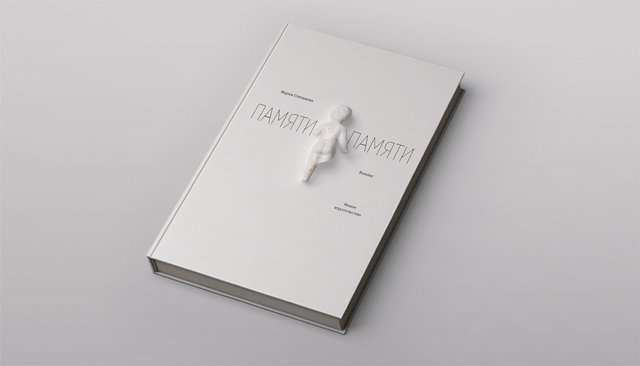 Мария Степанова
ПАМЯТИ ПАМЯТИ
Романс
Новое
издательство